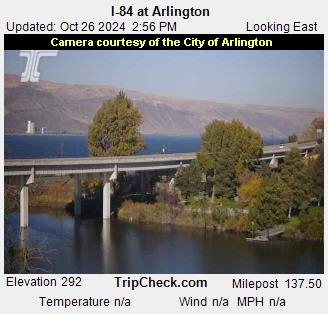 I-84 at Arlington
Updated: Oct 26 2024 2:56 PM Looking East
Camera courtesy of the City of Arlington
Elevation 292 TripCheck.com Milepost 137.50
Temperature n/a Wind n/a MPH n/a